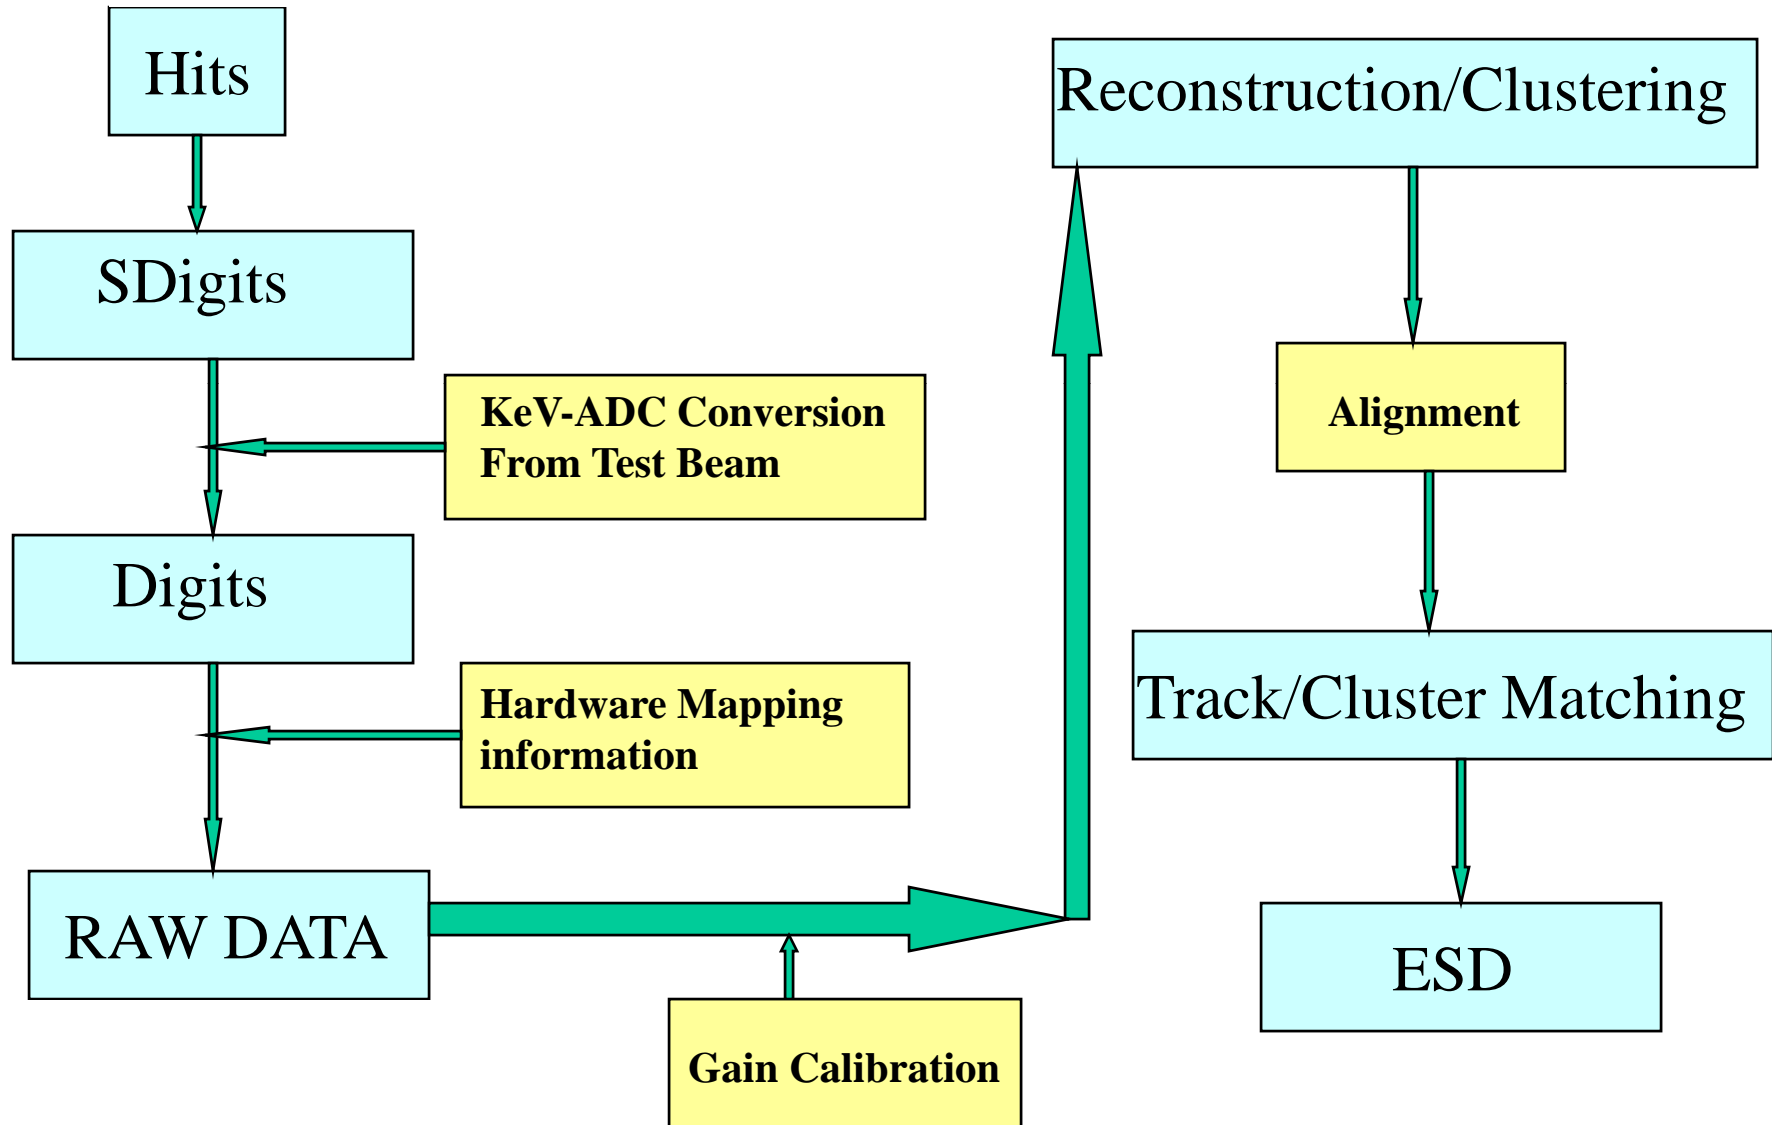 Hits
SDigits
KeV-ADC Conversion
From Test Beam
Digits
Hardware Mapping
information
RAW DATA
Gain Calibration
Reconstruction/Clustering
Alignment
Track/Cluster Matching
ESD